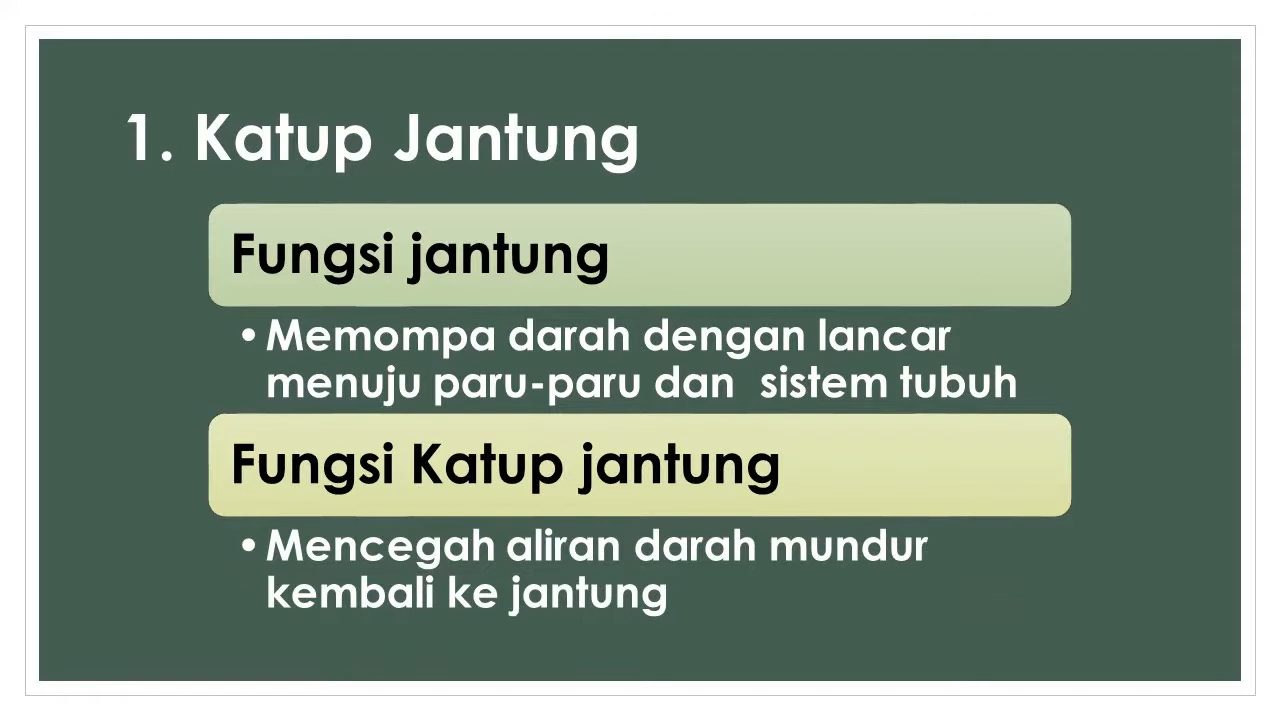 1. Katup Jantung
Fungsi jantung
• Memompa darah dengan lancar
menuju paru-paru dan  sistem tubuh
Fungsi Katup jantung
• Mencegah aliran darah mundur
kembali ke jantung